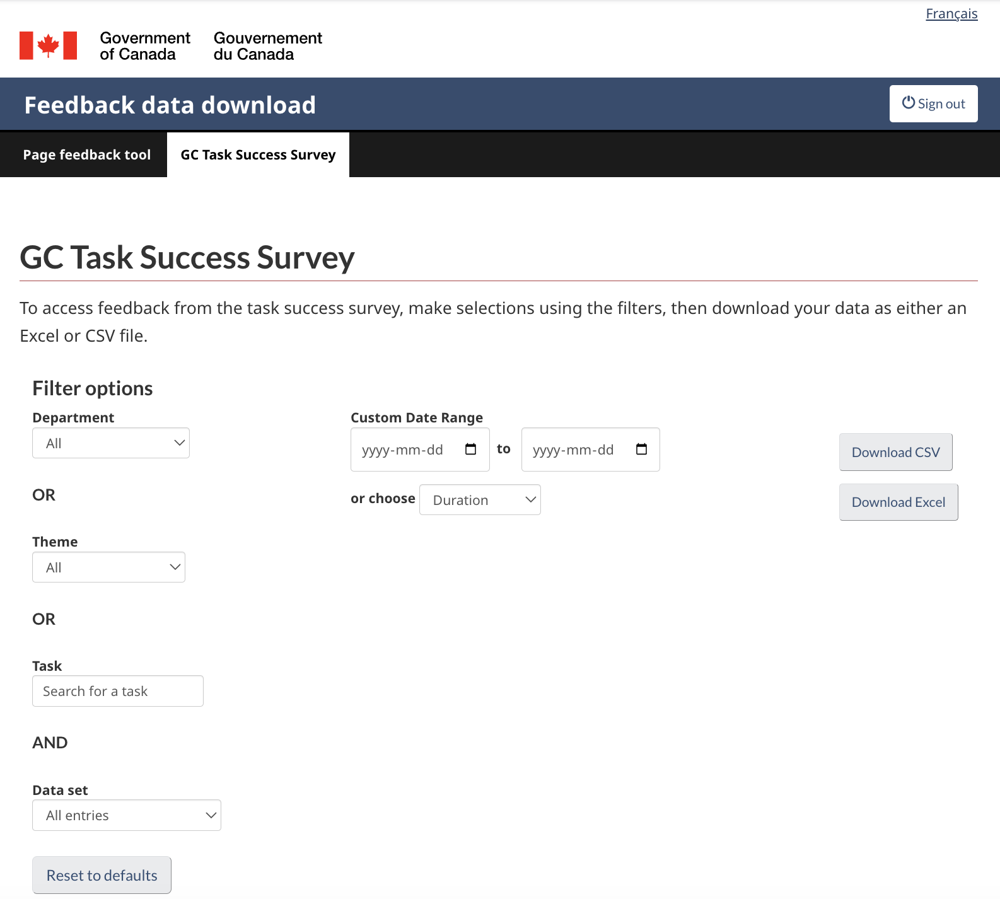 Français
Government
of Canada
Gouvernement
du Canada
Feedback data download
Sign out
Page feedback tool
GC Task Success Survey
GC Task Success Survey
To access feedback from the task success survey, make selections using the filters, then download your data as either an
Excel or CSV file.
Filter options
Department
All
OR
Theme
All
OR
Task
Search for a task
AND
Data set
All entries
Reset to defaults
Custom Date Range
yyyy-mm-dd to yyyy-mm-dd
or choose Duration
Download CSV
Download Excel